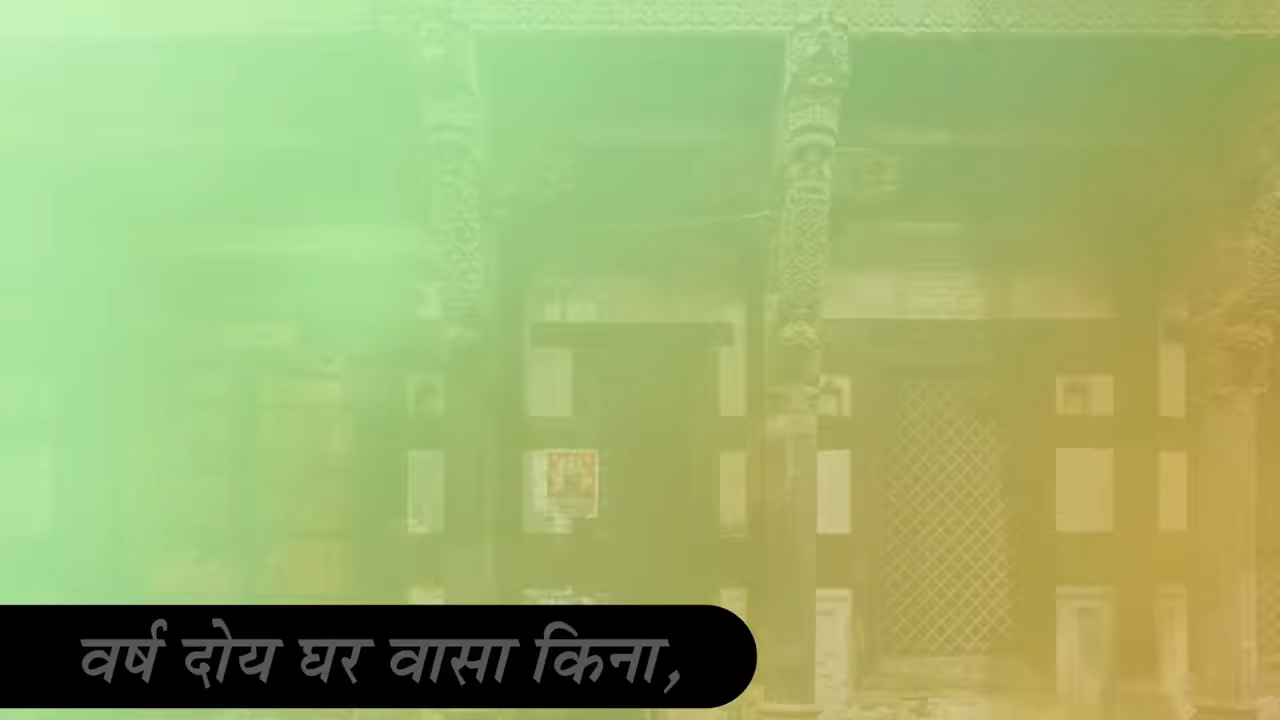 वर्ष दोय घर वासा किना,